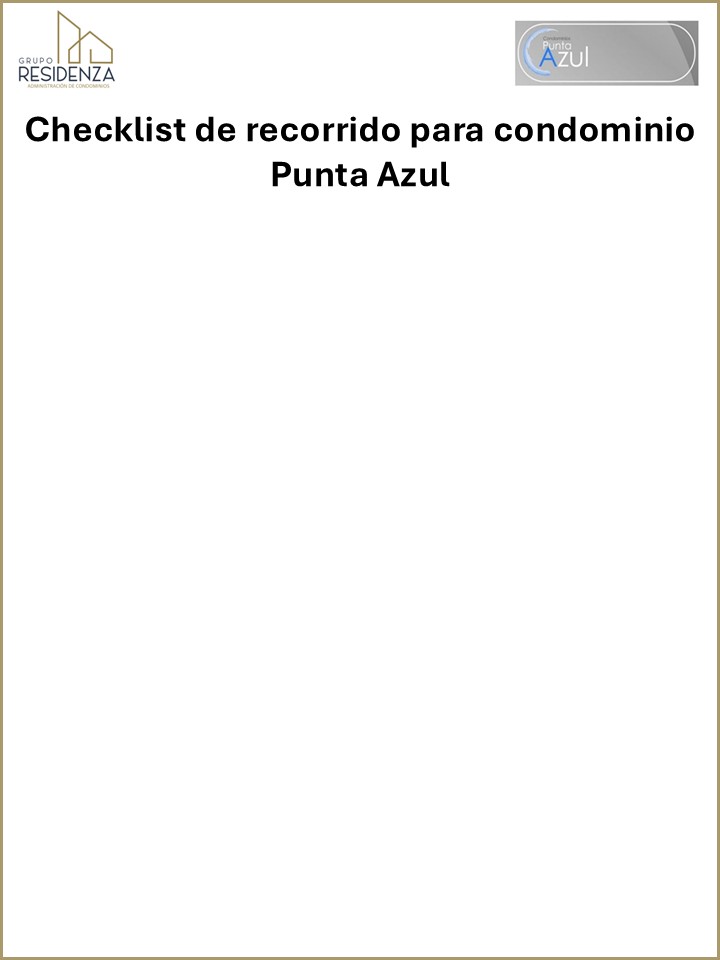 GRUPO
RESIDENZA
ADMINISTRACIÓN DE CONDOMINIOS
Condominio
Punta
Azul
Checklist de recorrido para condominio
Punta Azul